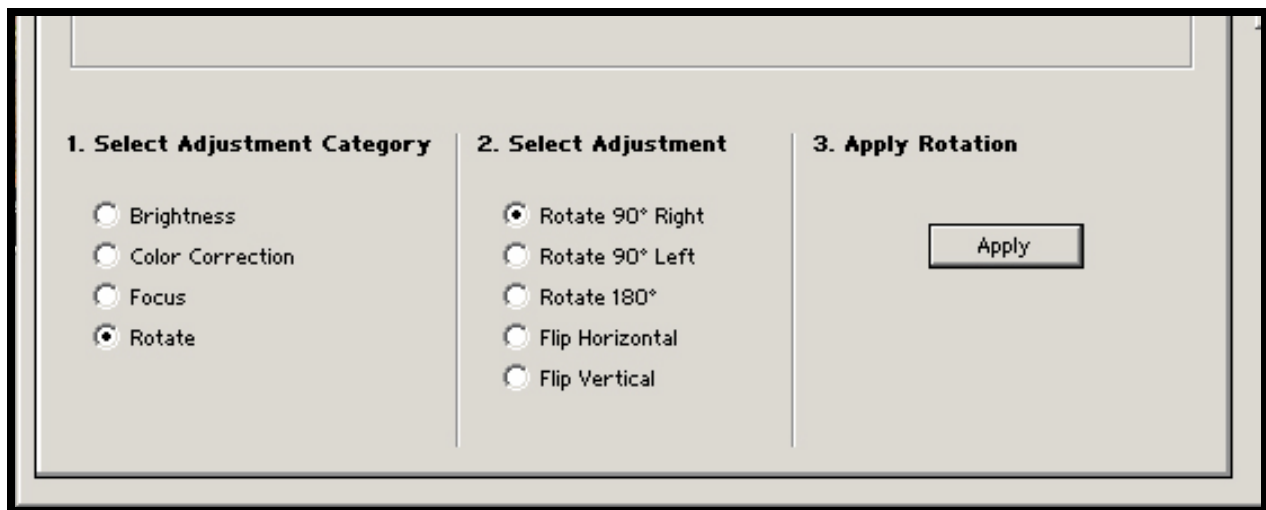 1. Select Adjustment Category
Brightness
Color Correction
Focus
Rotate
2. Select Adjustment
Rotate 90° Right
Rotate 90° Left
Rotate 180°
Flip Horizontal
Flip Vertical
3. Apply Rotation
Apply